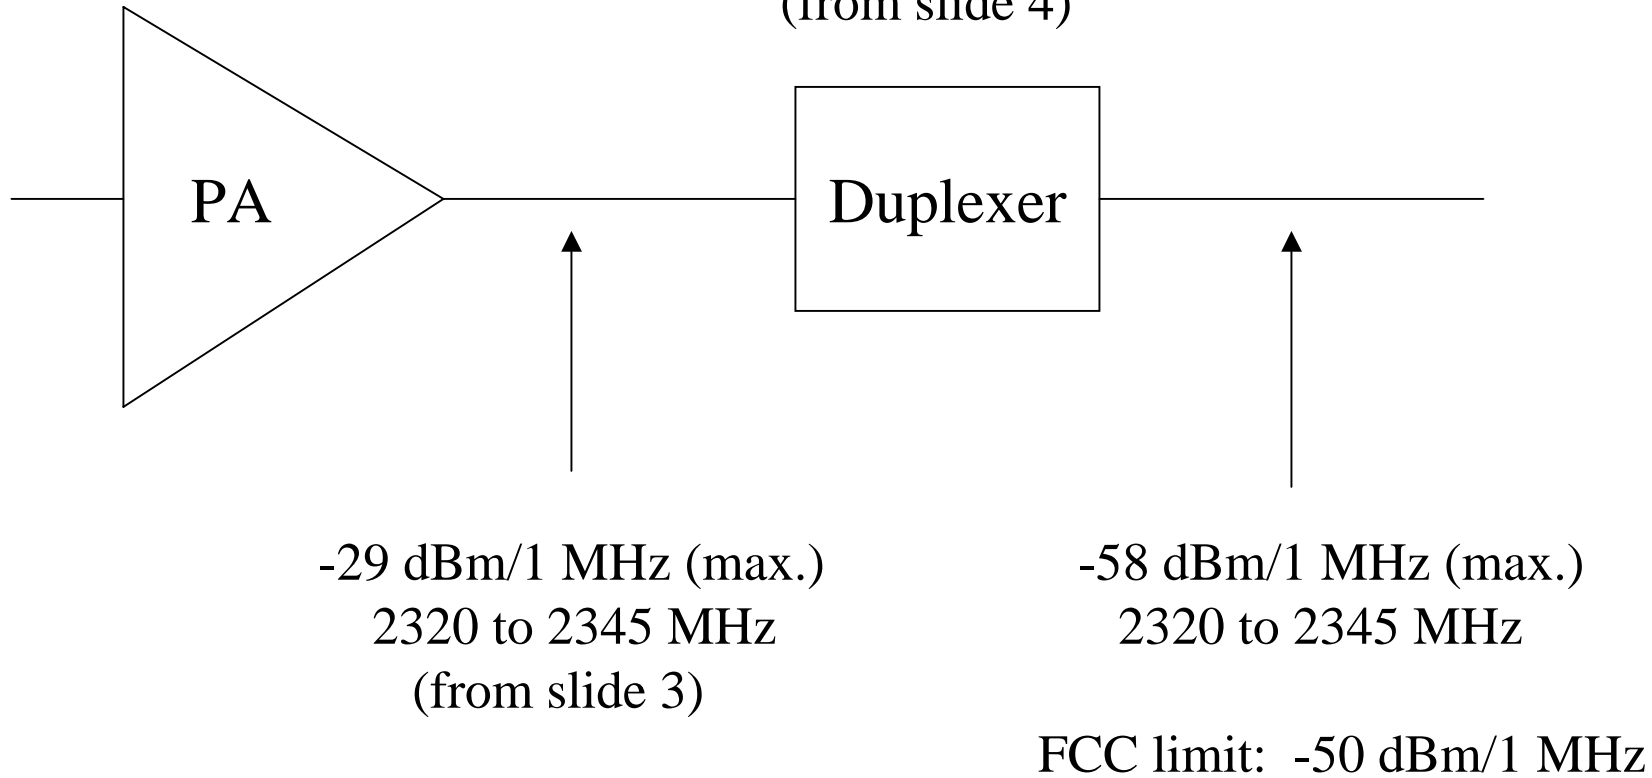 (from slide 4)
PA
Duplexer
-29 dBm/1 MHz (max.)
2320 to 2345 MHz
(from slide 3)
-58 dBm/1 MHz (max.)
2320 to 2345 MHz
FCC limit: -50 dBm/1 MHz